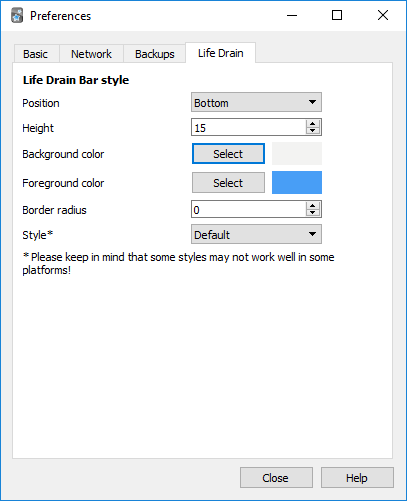 Preferences
Basic Network Backups Life Drain
Life Drain Bar style
Position Bottom
Height 15
Background color Select
Foreground color Select
Border radius 0
Style* Default
* Please keep in mind that some styles may not work well in some
platforms!
Close Help